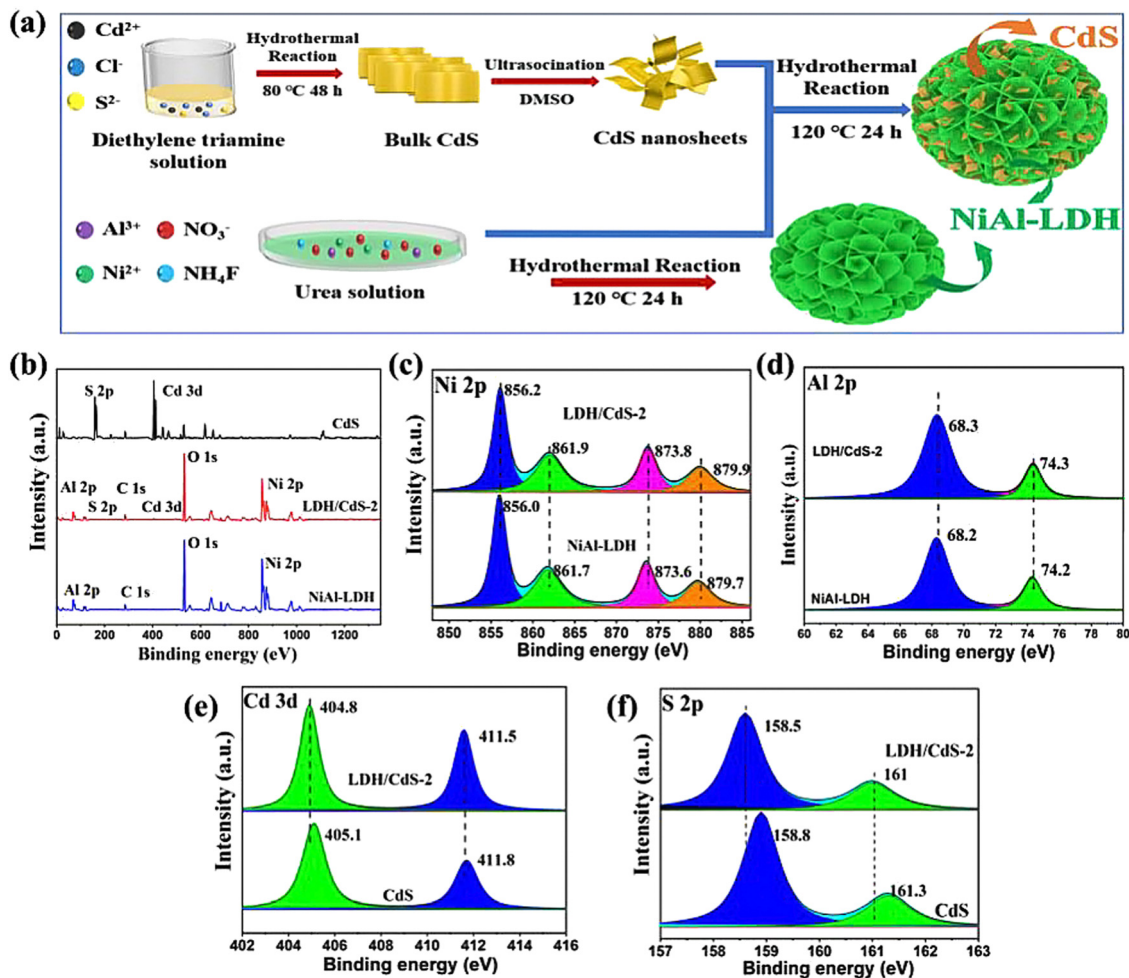 (a)
Cd²⁺
Cl⁻
S²⁻
Diethylene triamine
solution
Hydrothermal
Reaction
80 °C 48 h
Bulk CdS
Ultrasocination
DMSO
CdS nanosheets
Hydrothermal
Reaction
120 °C 24 h
CdS
NiAl-LDH
Al³⁺
NO₃⁻
Ni²⁺
NH₄F
Urea solution
Hydrothermal Reaction
120 °C 24 h
(b)
Intensity (a.u.)
S 2p
Cd 3d
CdS
O 1s
Al 2p
S 2p
C 1s
Cd 3d
Ni 2p
LDH/CdS-2
O 1s
Al 2p
C 1s
Ni 2p
NiAl-LDH
0 200 400 600 800 1000 1200
Binding energy (eV)
(c)
Ni 2p
Intensity (a.u.)
856.2
LDH/CdS-2
861.9
873.8
879.9
856.0
NiAl-LDH
861.7
873.6
879.7
850 855 860 865 870 875 880 885
Binding energy (eV)
(d)
Al 2p
Intensity (a.u.)
LDH/CdS-2
68.3
74.3
68.2
74.2
NiAl-LDH
60 62 64 66 68 70 72 74 76 78 80
Binding energy (eV)
(e)
Cd 3d
Intensity (a.u.)
404.8
411.5
LDH/CdS-2
405.1
411.8
CdS
402 404 406 408 410 412 414 416
Binding energy (eV)
(f)
S 2p
Intensity (a.u.)
158.5
LDH/CdS-2
161
158.8
161.3
CdS
157 158 159 160 161 162 163
Binding energy (eV)